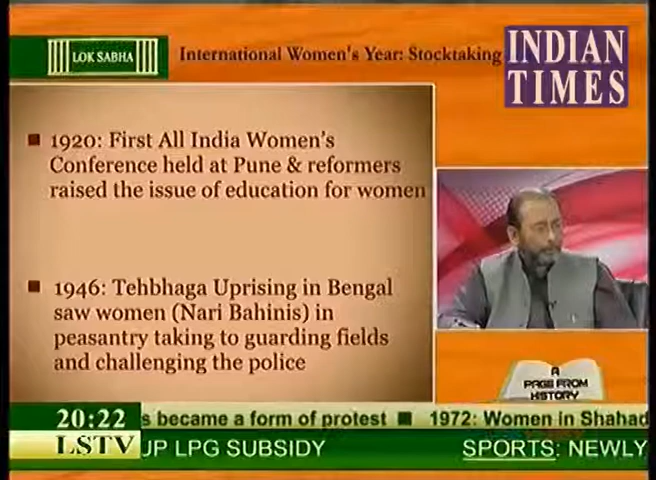 LOK SABHA
International Women's Year: Stocktaking
INDIAN
TIMES
■ 1920: First All India Women's
Conference held at Pune & reformers
raised the issue of education for women
■ 1946: Tehbhaga Uprising in Bengal
saw women (Nari Bahinis) in
peasantry taking to guarding fields
and challenging the police
A
PAGE FROM
HISTORY
20:22
s became a form of protest ■ 1972: Women in Shahad
LSTV
UP LPG SUBSIDY
SPORTS: NEWLY